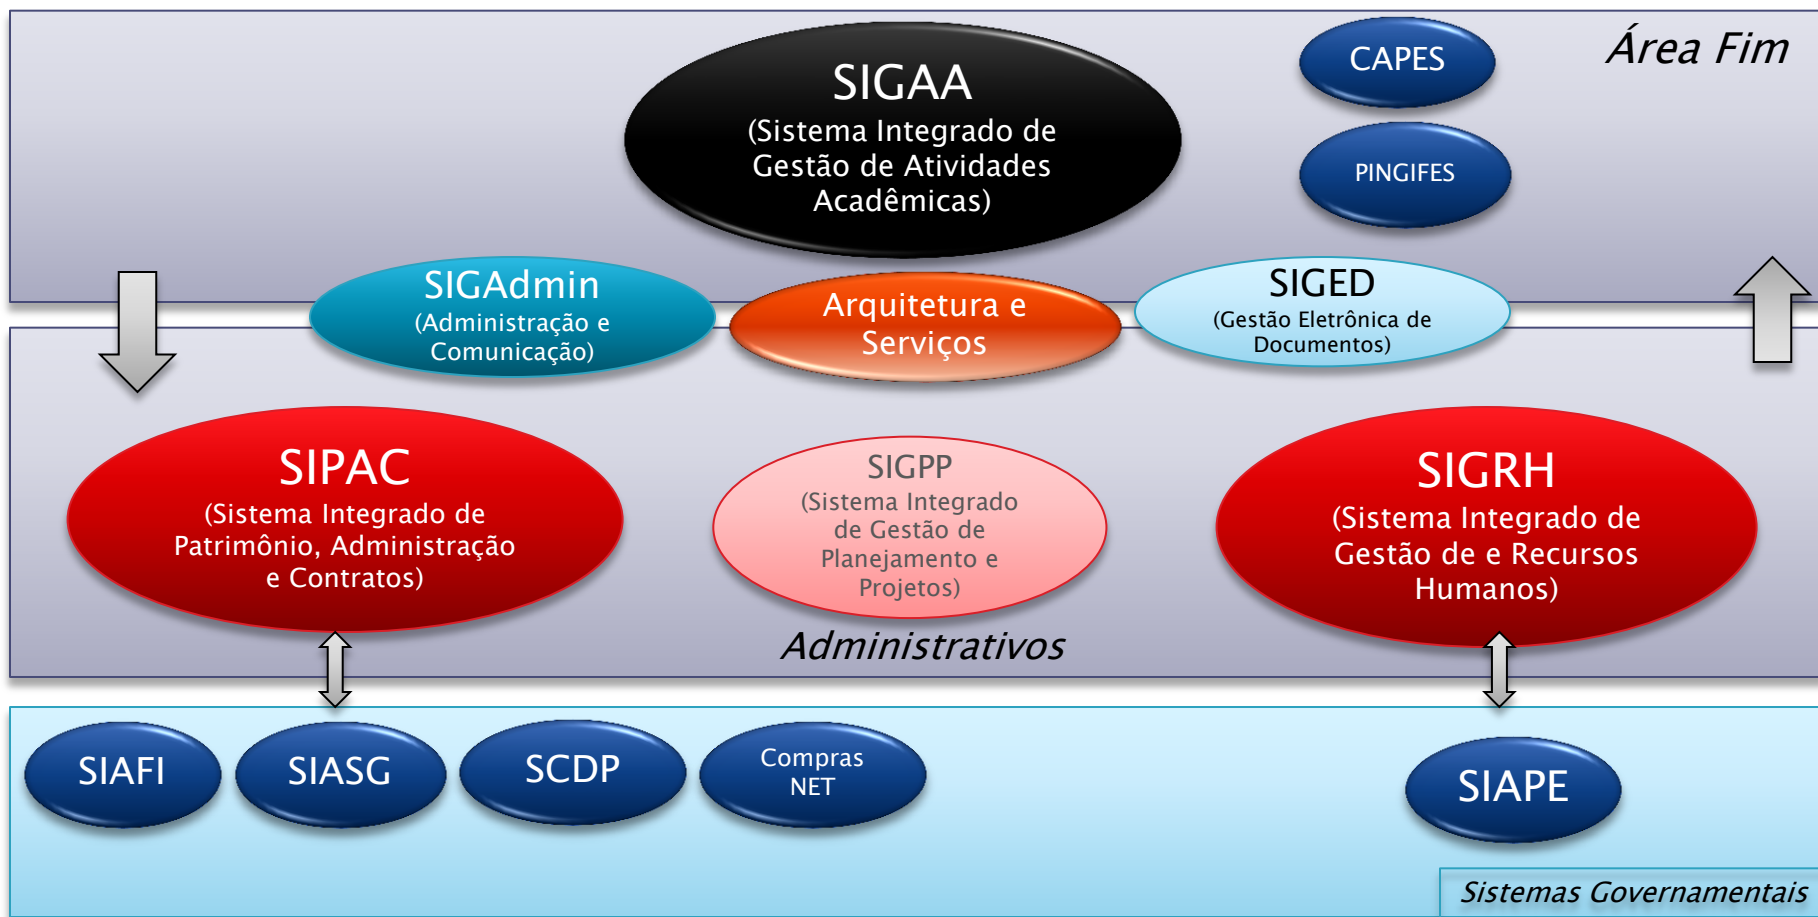 Área Fim
SIGAA
(Sistema Integrado de
Gestão de Atividades
Acadêmicas)
CAPES
PINGIFES
SIGAdmin
(Administração e
Comunicação)
Arquitetura e
Serviços
SIGED
(Gestão Eletrônica de
Documentos)
SIPAC
(Sistema Integrado de
Patrimônio, Administração
e Contratos)
SIGPP
(Sistema Integrado
de Gestão de
Planejamento e
Projetos)
SIGRH
(Sistema Integrado de
Gestão de e Recursos
Humanos)
Administrativos
SIAFI
SIASG
SCDP
Compras
NET
SIAPE
Sistemas Governamentais